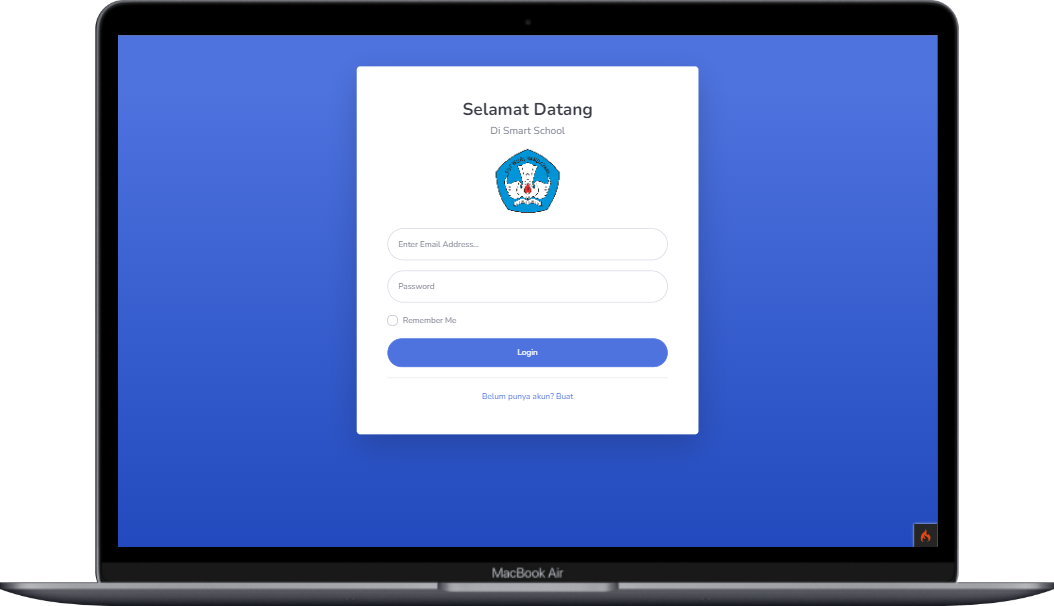 Selamat Datang
Di Smart School
Enter Email Address...
Password
Remember Me
Login
Belum punya akun? Buat
MacBook Air